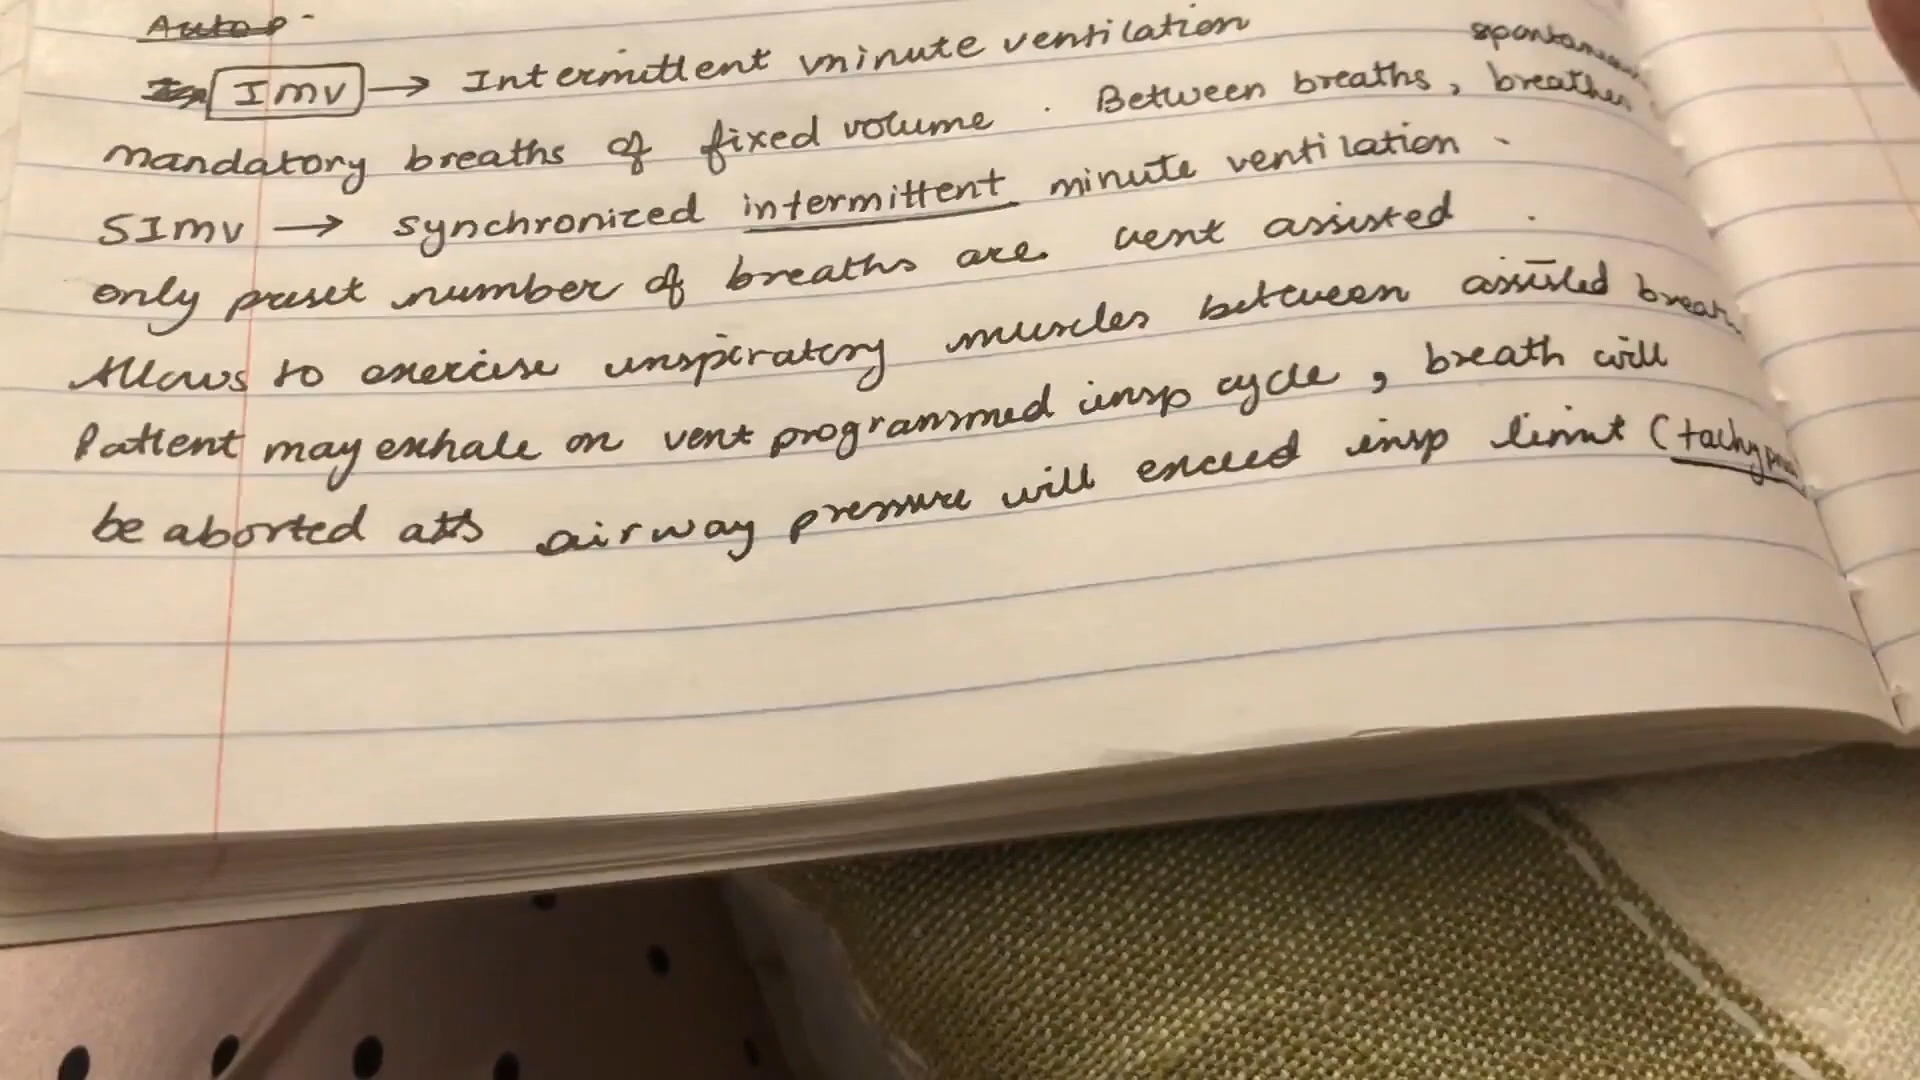 IMV → Intermittent minute ventilation
mandatory breaths of fixed volume. Between breaths, breathes
SIMV → synchronized intermittent minute ventilation.
only preset number of breaths are vent assisted.
Allows to exercise inspiratory muscles between assisted
Patient may exhale on vent programmed insp cycle, breath will
be aborted as airway pressure will exceed insp limit (